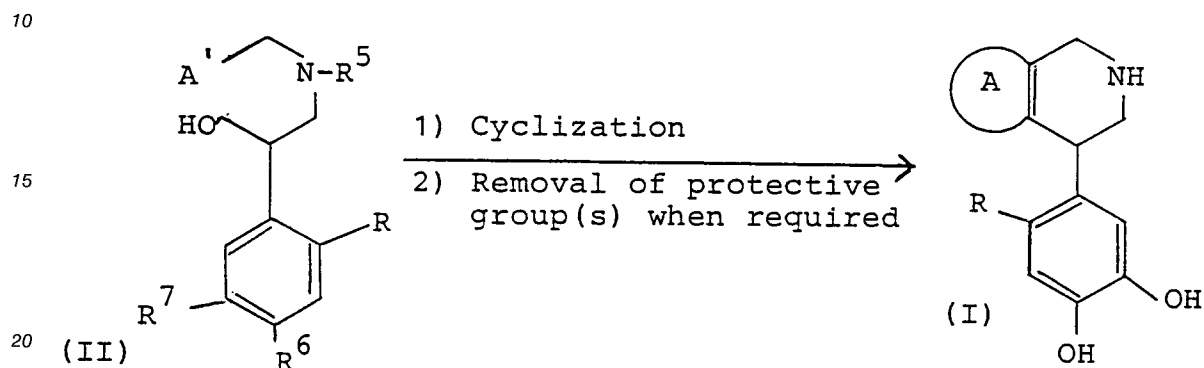 10
A'
N-R⁵
HO
R
R⁷
R⁶
(II)
1) Cyclization
2) Removal of protective
group(s) when required
15
20
A
NH
R
OH
OH
(I)